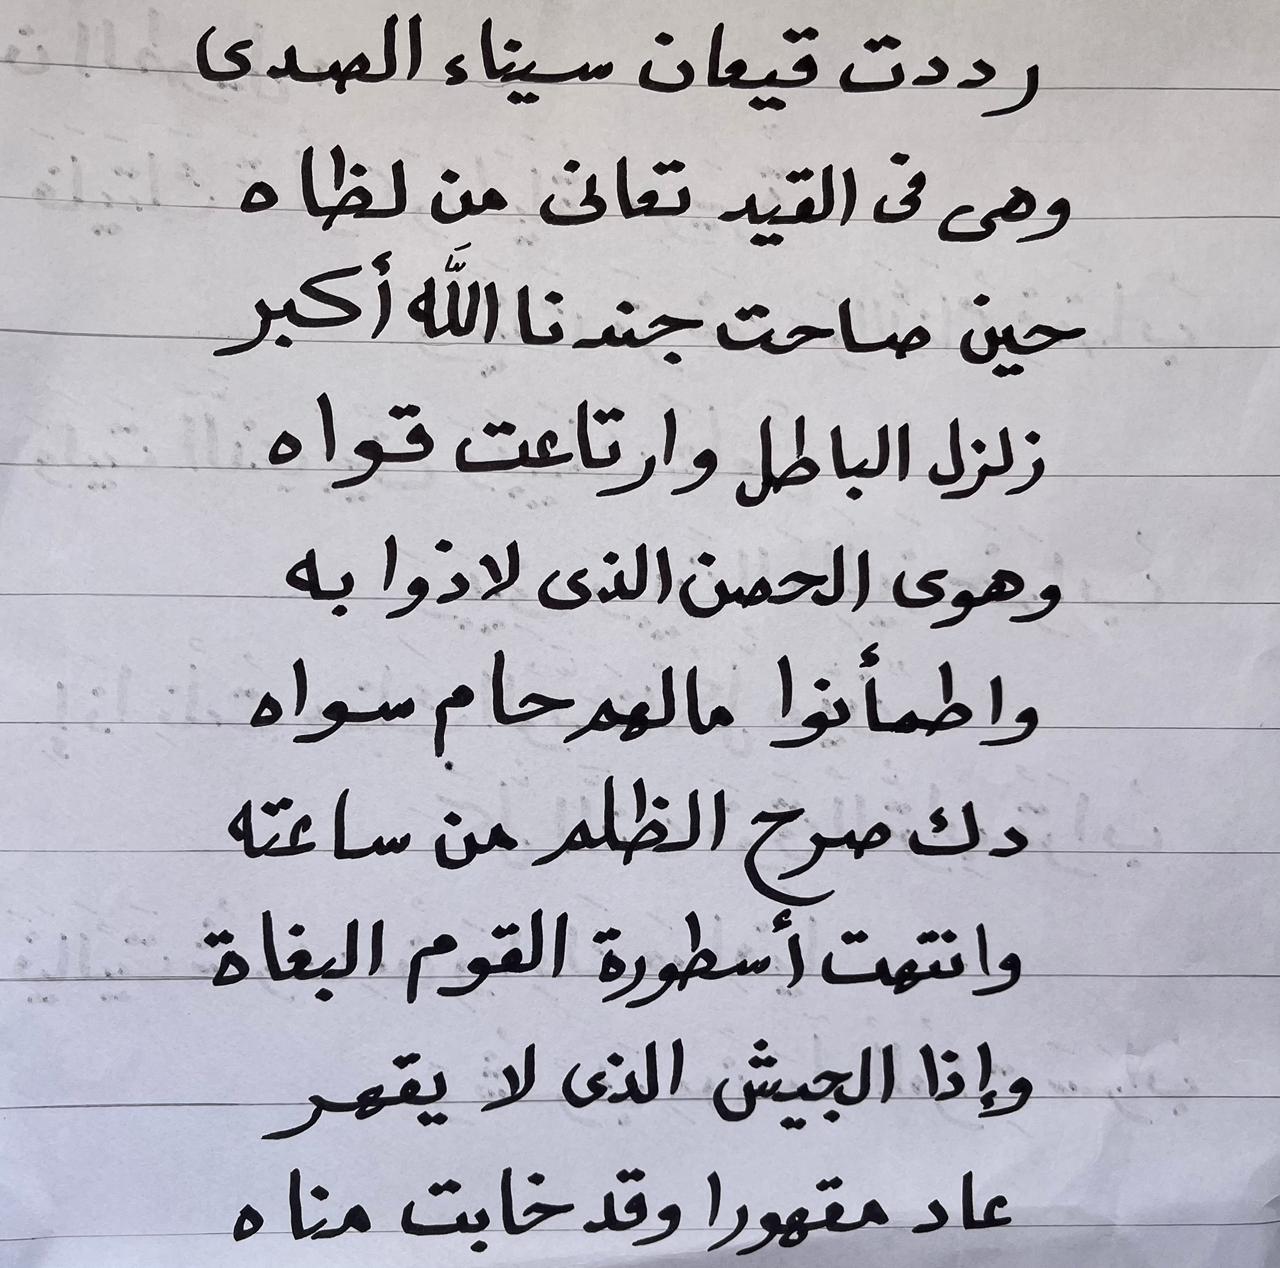 رددت قيعان سيناء الصدى
وهى فى القيد تعانى من لظاه
حين صاحت جندنا اللَّه أكبر
زلزل الباطل وارتاعت قواه
وهوى الحصن الذى لاذوا به
واطمأنوا مالهم حام سواه
دك صرح الظلم من ساعته
وانتهت أسطورة القوم البغاة
وإذا الجيش الذى لا يقهر
عاد مقهورا وقد خابت مناه